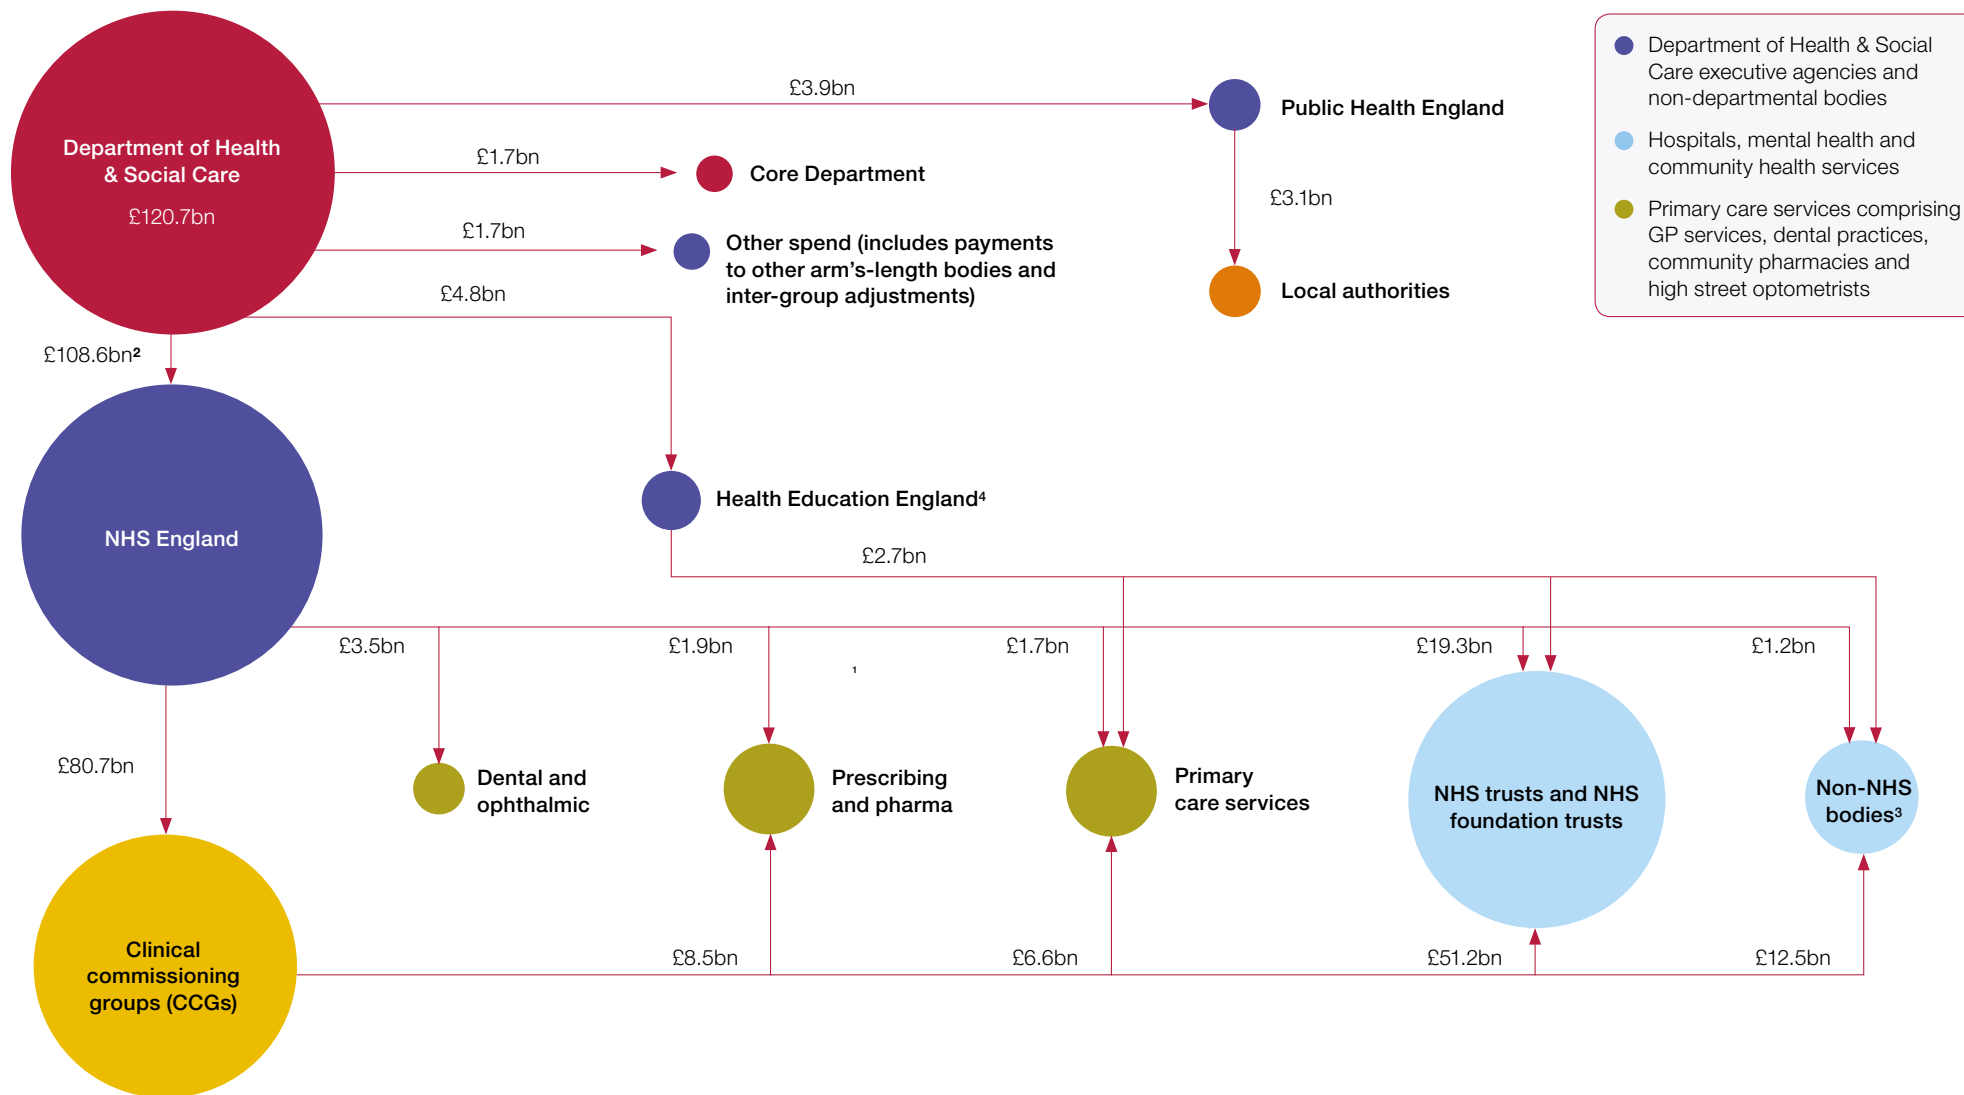 Department of Health
& Social Care
£120.7bn
£3.9bn
Public Health England
£1.7bn
Core Department
£1.7bn
Other spend (includes payments
to other arm's-length bodies and
inter-group adjustments)
£3.1bn
Local authorities
£4.8bn
£108.6bn²
Department of Health & Social
Care executive agencies and
non-departmental bodies
Hospitals, mental health and
community health services
Primary care services comprising
GP services, dental practices,
community pharmacies and
high street optometrists
NHS England
Health Education England⁴
£2.7bn
£3.5bn
£1.9bn
¹
£1.7bn
£19.3bn
£1.2bn
£80.7bn
Dental and
ophthalmic
Prescribing
and pharma
Primary
care services
NHS trusts and NHS
foundation trusts
Non-NHS
bodies³
Clinical
commissioning
groups (CCGs)
£8.5bn
£6.6bn
£51.2bn
£12.5bn